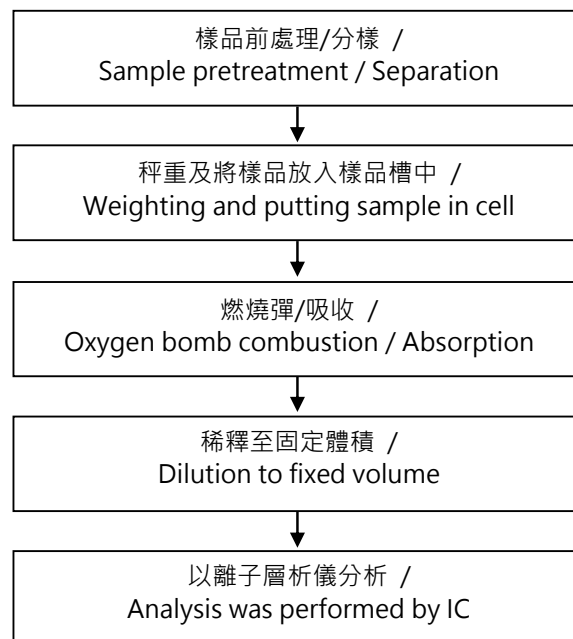 樣品前處理/分樣 /
Sample pretreatment / Separation
秤重及將樣品放入樣品槽中 /
Weighting and putting sample in cell
燃燒彈/吸收 /
Oxygen bomb combustion / Absorption
稀釋至固定體積 /
Dilution to fixed volume
以離子層析儀分析 /
Analysis was performed by IC